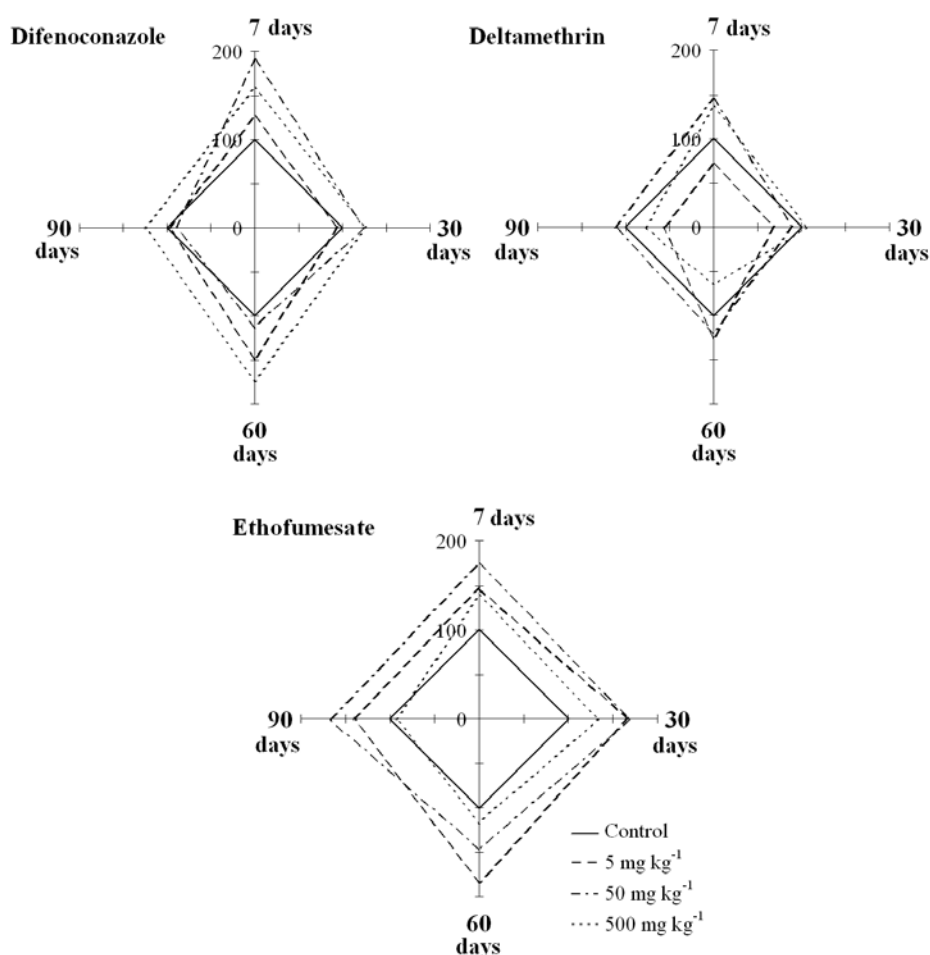 Difenoconazole
7 days
200
100
0
90
days
30
days
60
days
Deltamethrin
7 days
200
100
0
90
days
30
days
60
days
Ethofumesate
7 days
200
100
0
90
days
30
days
60
days
Control
5 mg kg⁻¹
50 mg kg⁻¹
500 mg kg⁻¹